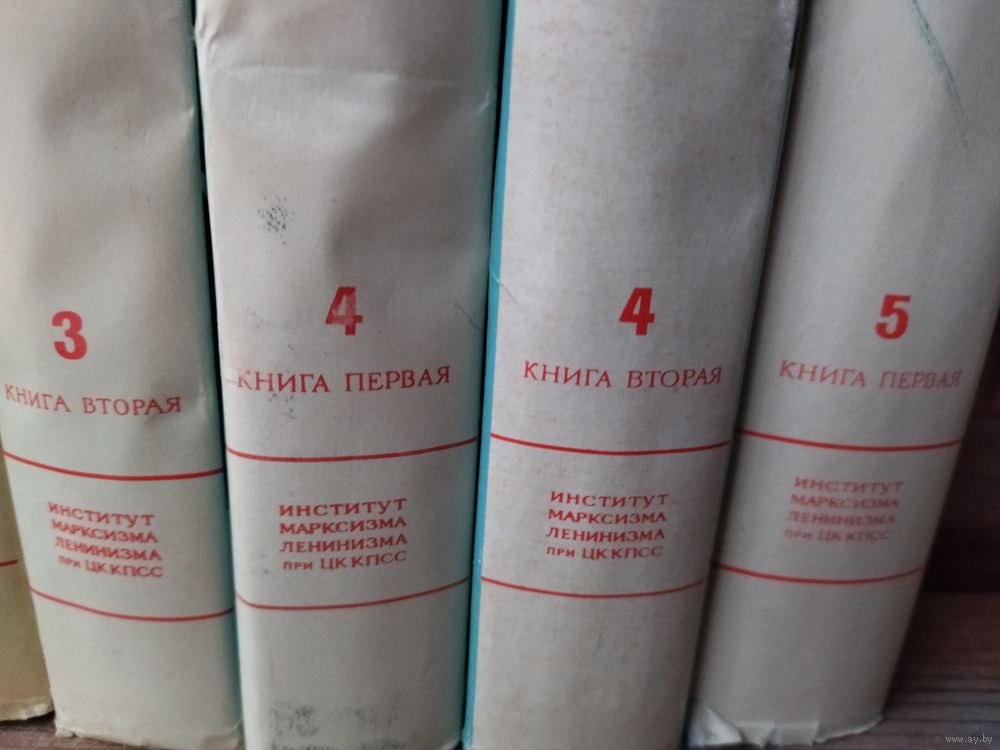 3
КНИГА ВТОРАЯ
ИНСТИТУТ
МАРКСИЗМА
ЛЕНИНИЗМА
ПРИ ЦК КПСС
4
КНИГА ПЕРВАЯ
ИНСТИТУТ
МАРКСИЗМА
ЛЕНИНИЗМА
ПРИ ЦК КПСС
4
КНИГА ВТОРАЯ
ИНСТИТУТ
МАРКСИЗМА
ЛЕНИНИЗМА
ПРИ ЦК КПСС
5
КНИГА ПЕРВАЯ
ИНСТИТУТ
МАРКСИЗМА
ЛЕНИНИЗМА
ПРИ ЦК КПСС
www.ay.by